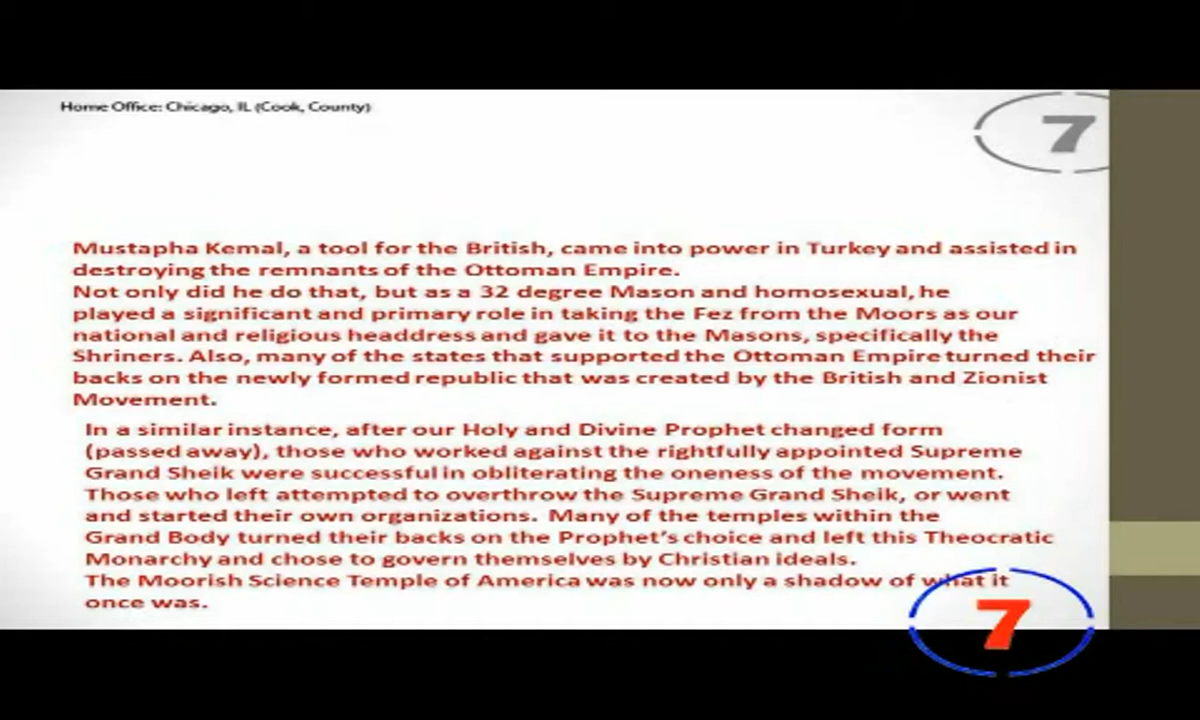 Home Office: Chicago, IL (Cook, County)
7
Mustapha Kemal, a tool for the British, came into power in Turkey and assisted in
destroying the remnants of the Ottoman Empire.
Not only did he do that, but as a 32 degree Mason and homosexual, he
played a significant and primary role in taking the Fez from the Moors as our
national and religious headdress and gave it to the Masons, specifically the
Shriners. Also, many of the states that supported the Ottoman Empire turned their
backs on the newly formed republic that was created by the British and Zionist
Movement.
In a similar instance, after our Holy and Divine Prophet changed form
(passed away), those who worked against the rightfully appointed Supreme
Grand Sheik were successful in obliterating the oneness of the movement.
Those who left attempted to overthrow the Supreme Grand Sheik, or went
and started their own organizations. Many of the temples within the
Grand Body turned their backs on the Prophet's choice and left this Theocratic
Monarchy and chose to govern themselves by Christian ideals.
The Moorish Science Temple of America was now only a shadow of what it
once was.
7